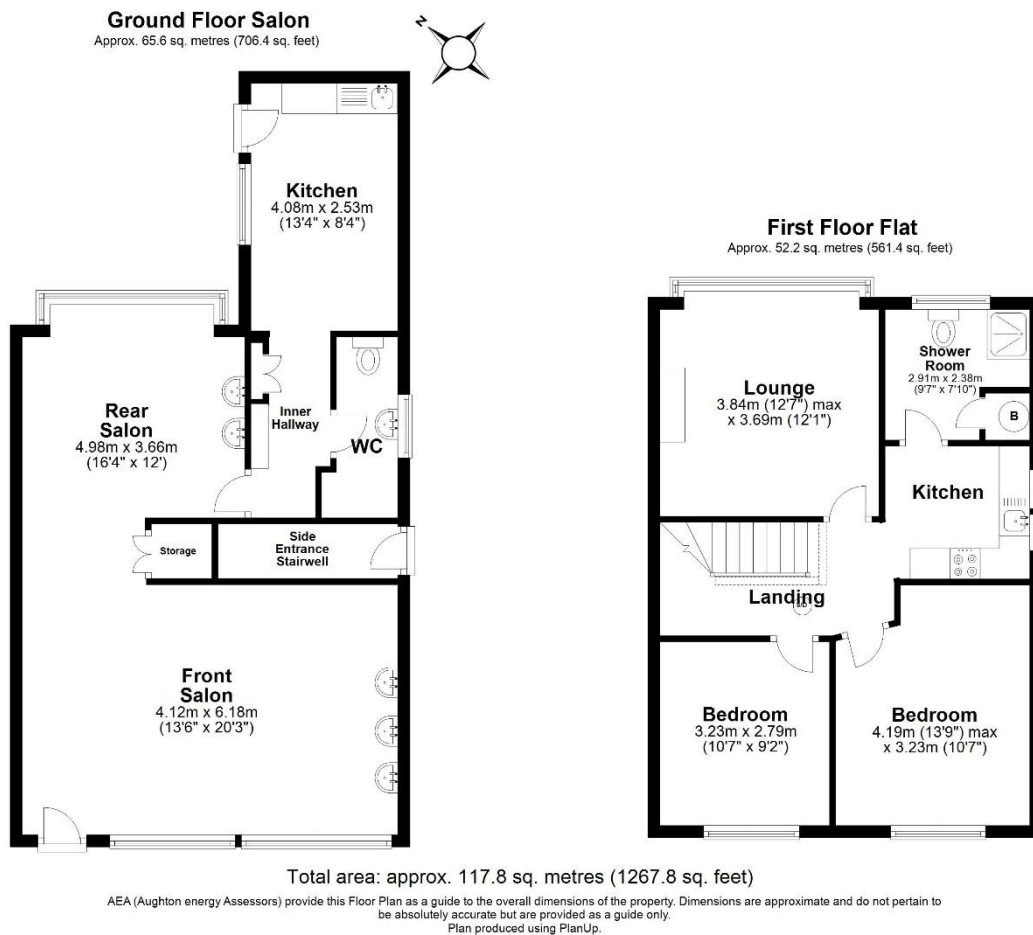 Ground Floor Salon
Approx. 65.6 sq. metres (706.4 sq. feet)
N
Kitchen
4.08m x 2.53m
(13'4" x 8'4")
Rear
Salon
4.98m x 3.66m
(16'4" x 12')
Inner
Hallway
WC
Storage
Side
Entrance
Stairwell
Front
Salon
4.12m x 6.18m
(13'6" x 20'3")
First Floor Flat
Approx. 52.2 sq. metres (561.4 sq. feet)
Lounge
3.84m (12'7") max
x 3.69m (12'1")
Shower
Room
2.91m x 2.38m
(9'7" x 7'10")
B
Kitchen
Landing
Bedroom
3.23m x 2.79m
(10'7" x 9'2")
Bedroom
4.19m (13'9") max
x 3.23m (10'7")
Total area: approx. 117.8 sq. metres (1267.8 sq. feet)
AEA (Aughton energy Assessors) provide this Floor Plan as a guide to the overall dimensions of the property. Dimensions are approximate and do not pertain to
be absolutely accurate but are provided as a guide only.
Plan produced using PlanUp.